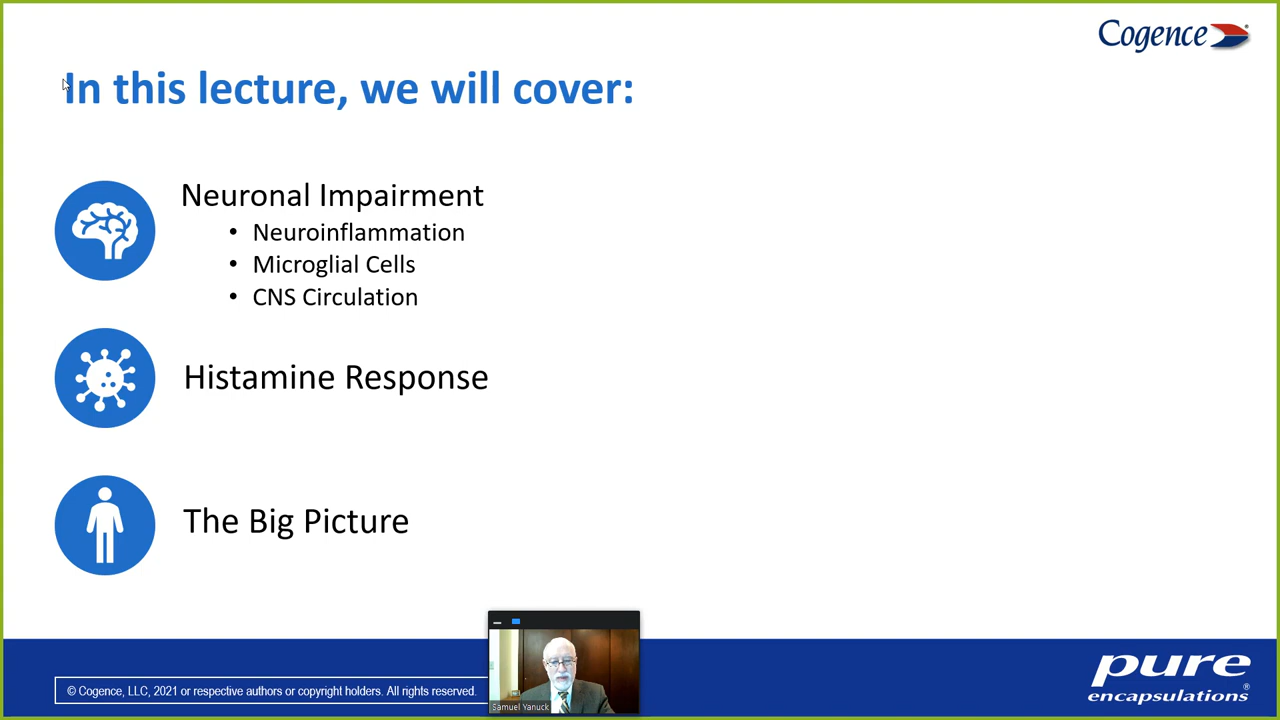 Cogence®
In this lecture, we will cover:
Neuronal Impairment
• Neuroinflammation
• Microglial Cells
• CNS Circulation
Histamine Response
The Big Picture
© Cogence, LLC, 2021 or respective authors or copyright holders. All rights reserved.
Samuel Yanuck
pure
encapsulations®